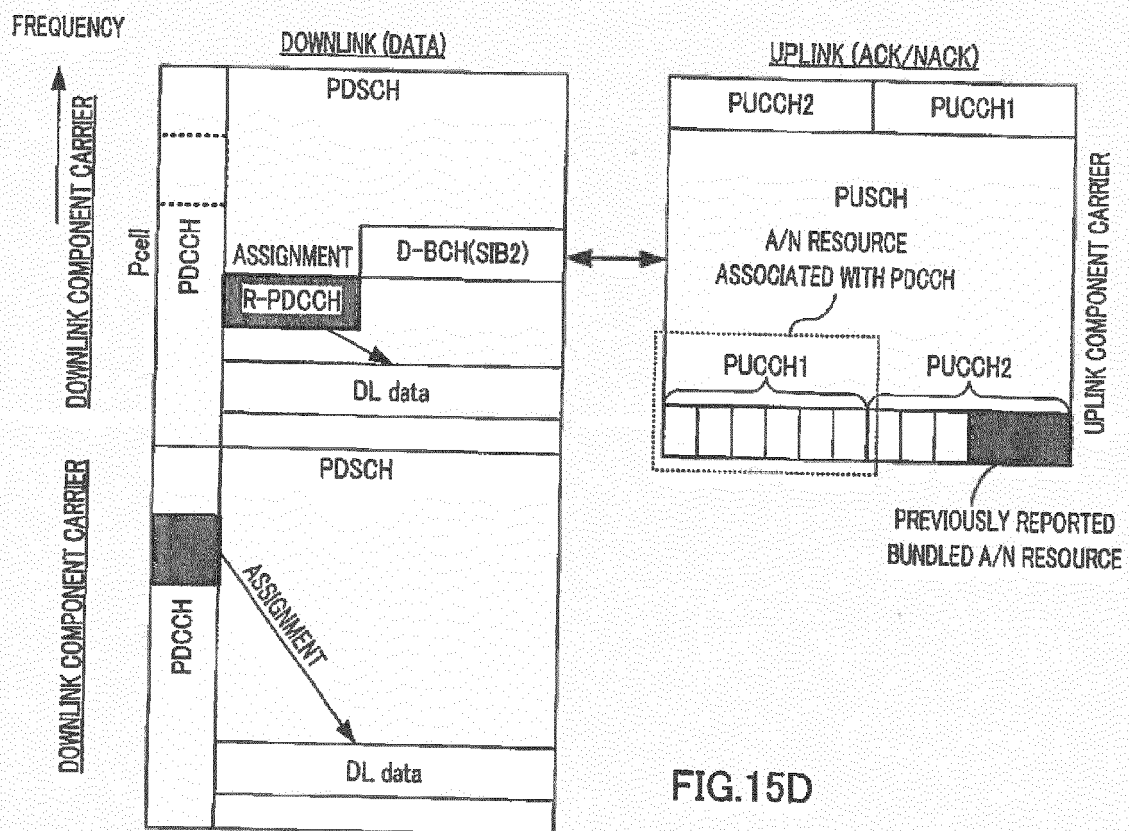 FREQUENCY
DOWNLINK (DATA)
UPLINK (ACK/NACK)
DOWNLINK COMPONENT CARRIER
Pcell
PDCCH
PDSCH
ASSIGNMENT
D-BCH(SIB2)
R-PDCCH
DL data
PUCCH2
PUCCH1
PUSCH
A/N RESOURCE
ASSOCIATED WITH PDCCH
PUCCH1
PUCCH2
UPLINK COMPONENT CARRIER
PREVIOUSLY REPORTED
BUNDLED A/N RESOURCE
DOWNLINK COMPONENT CARRIER
PDCCH
PDSCH
ASSIGNMENT
DL data
FIG.15D